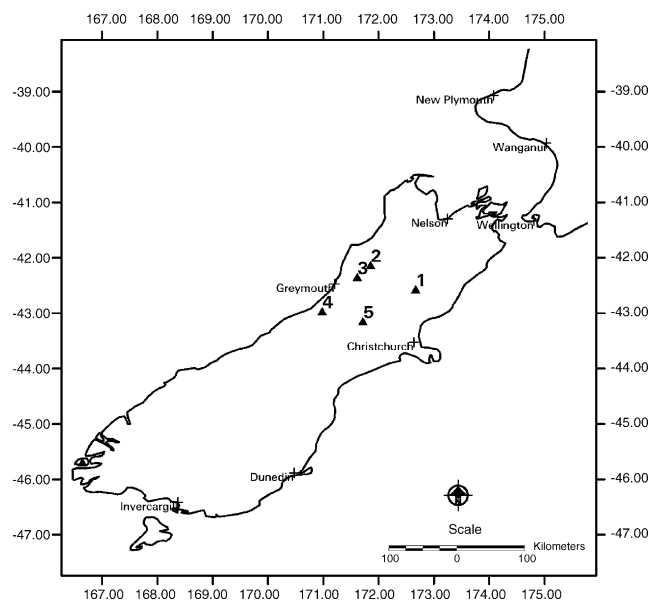 167.00 168.00 169.00 170.00 171.00 172.00 173.00 174.00 175.00
-39.00 -39.00
New Plymouth
-40.00 Wanganui -40.00
-41.00 -41.00
Nelson Wellington
-42.00 -42.00
2
3
1
Greymouth
4
-43.00 5 -43.00
Christchurch
-44.00 -44.00
-45.00 -45.00
-46.00 Dunedin -46.00
N
Invercargill
-47.00 -47.00
Scale
Kilometers
100 0 100
167.00 168.00 169.00 170.00 171.00 172.00 173.00 174.00 175.00